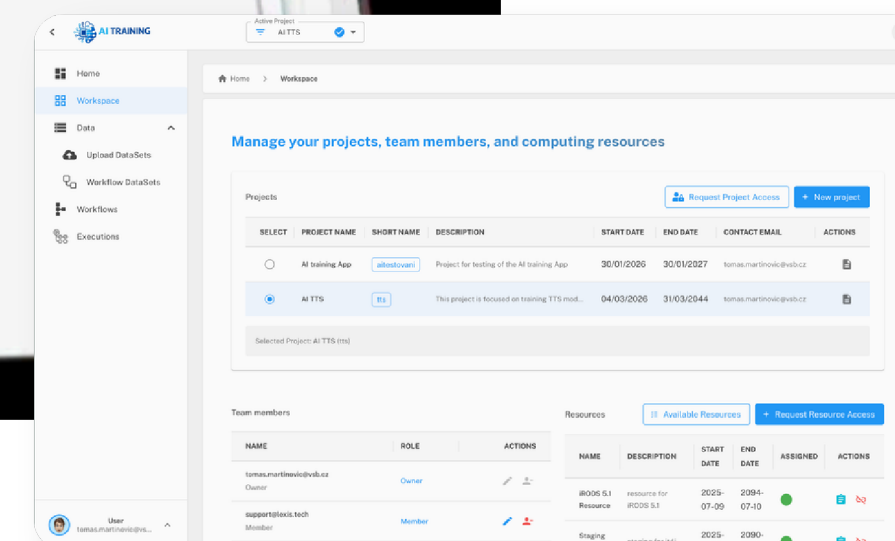 AI TRAINING
Active Project
AI TTS
Home
Workspace
Data
Upload DataSets
Workflow DataSets
Workflows
Executions
Home > Workspace
Manage your projects, team members, and computing resources
Projects
Request Project Access
+ New project
SELECT PROJECT NAME SHORT NAME DESCRIPTION START DATE END DATE CONTACT EMAIL ACTIONS
AI training App aitestovani Project for testing of the AI training App 30/01/2026 30/01/2027 tomas.martinovic@vsb.cz
AI TTS tts This project is focused on training TTS mod... 04/03/2026 31/03/2044 tomas.martinovic@vsb.cz
Selected Project: AI TTS (tts)
Team members
NAME ROLE ACTIONS
tomas.martinovic@vsb.cz
Owner
Owner
support@loxis.tech
Member
Member
Resources
Available Resources
+ Request Resource Access
NAME DESCRIPTION START DATE END DATE ASSIGNED ACTIONS
iRODS 5.1 Resource
resource for iRODS 5.1
2025-07-09
2094-07-10
Staging
2025-
2090-
User
tomas.martinovic@vs...